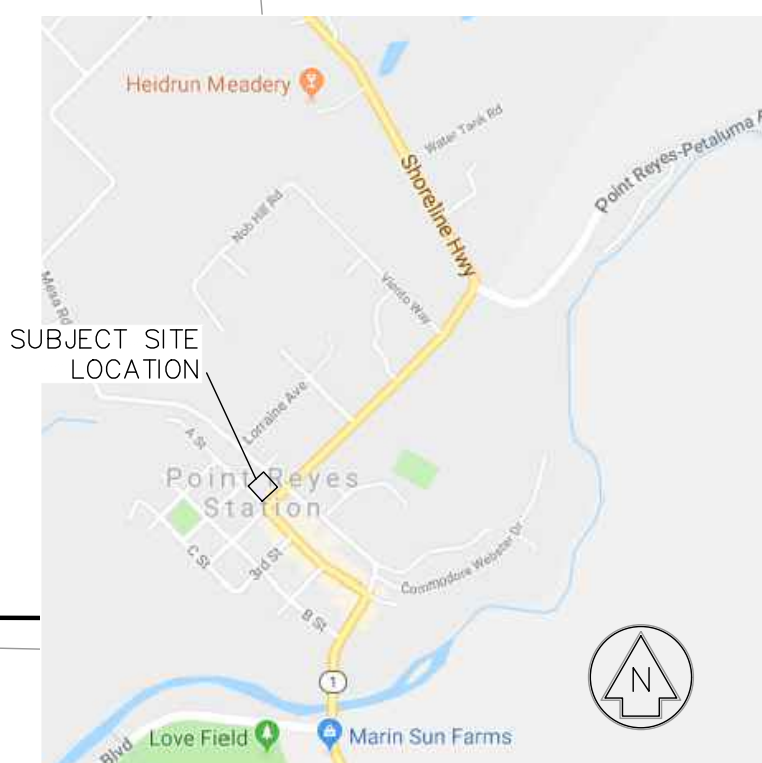 Heidrun Meadery
Water Tank Rd
Shoreline Hwy
Point Reyes-Petaluma A
Nob Hill Rd
Mesa Rd
Viento Way
SUBJECT SITE
LOCATION
Lorraine Ave
A St
Point Reyes
Station
C St
3rd St
Commodore Webster Dr
B St
N
1
Blvd
Love Field
Marin Sun Farms